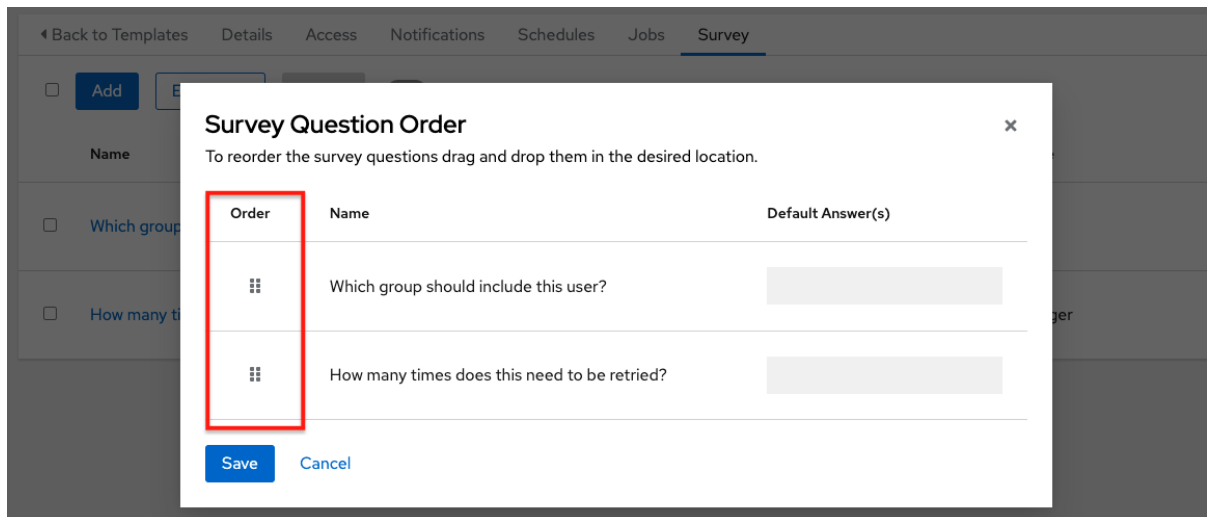 Back to Templates Details Access Notifications Schedules Jobs Survey
Add
Survey Question Order
To reorder the survey questions drag and drop them in the desired location.
Name
Order Name Default Answer(s)
Which group
Which group should include this user?
How many
How many times does this need to be retried?
Save Cancel